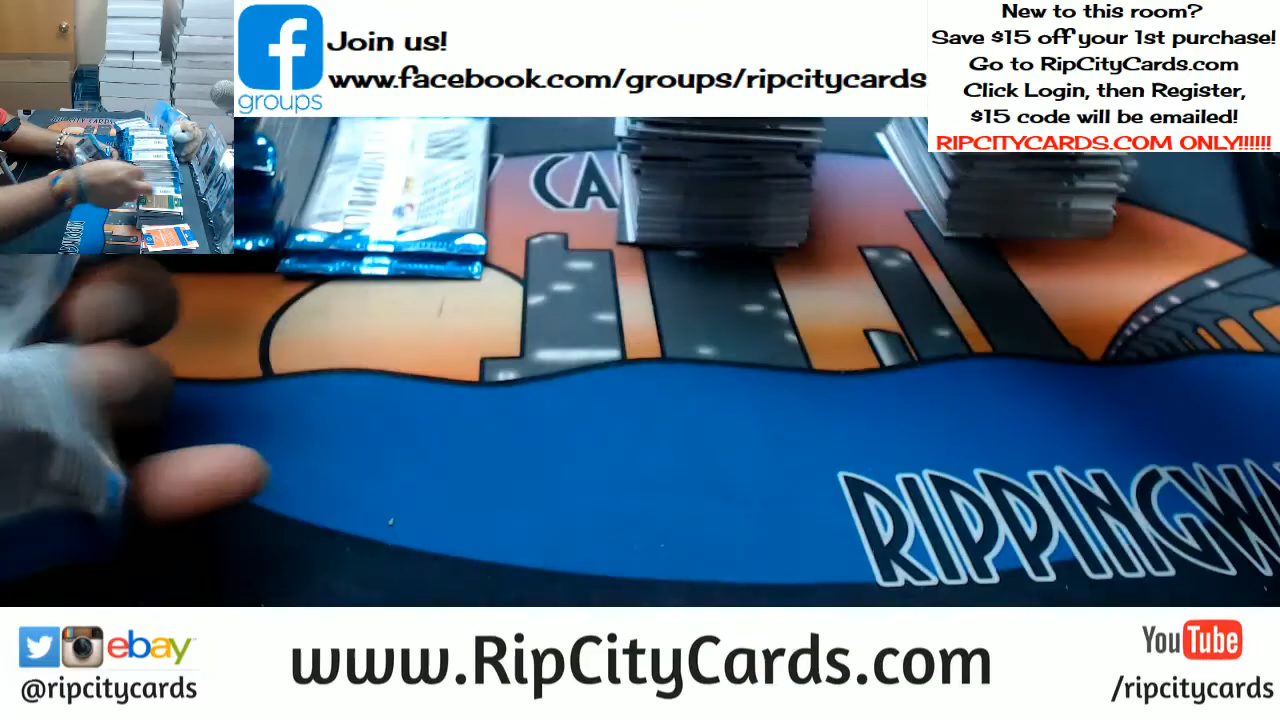 groups
Join us!
www.facebook.com/groups/ripcitycards
New to this room?
Save $15 off your 1st purchase!
Go to RipCityCards.com
Click Login, then Register,
$15 code will be emailed!
RIPCITYCARDS.COM ONLY!!!!!!
CA
RIPPINGWA
ebay
@ripcitycards
www.RipCityCards.com
YouTube
/ripcitycards